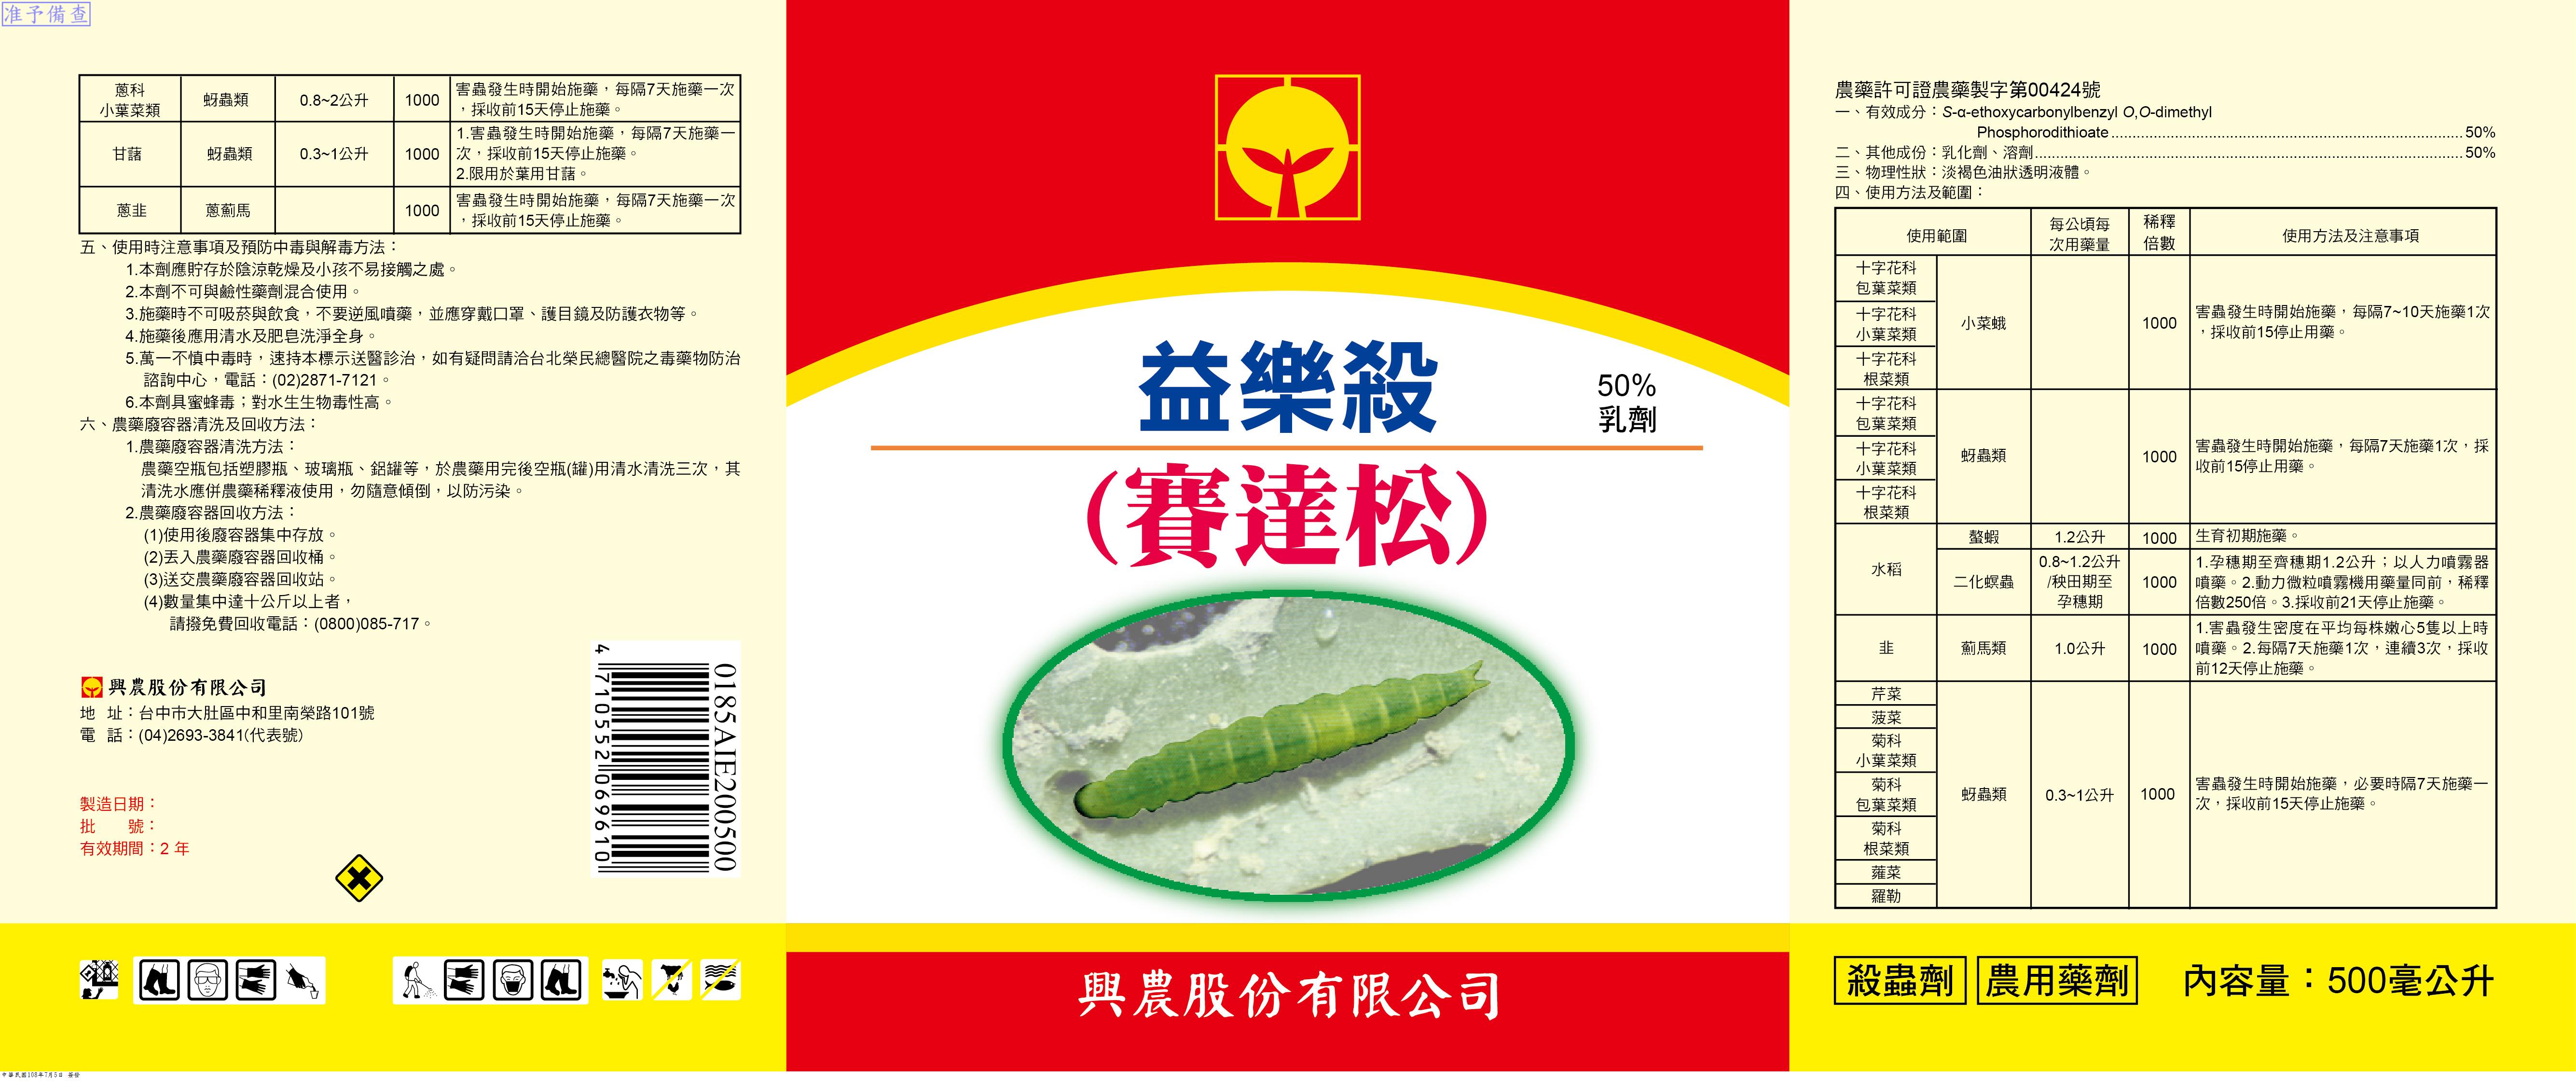 准予備查
蔥科
小葉菜類
蚜蟲類
0.8~2公升
1000
害蟲發生時開始施藥，每隔7天施藥一次
，採收前15天停止施藥。
甘藷
蚜蟲類
0.3~1公升
1000
1.害蟲發生時開始施藥，每隔7天施藥一
次，採收前15天停止施藥。
2.限用於葉用甘藷。
蔥韭
蔥薊馬
1000
害蟲發生時開始施藥，每隔7天施藥一次
，採收前15天停止施藥。
五、使用時注意事項及預防中毒與解毒方法：
1.本劑應貯存於陰涼乾燥及小孩不易接觸之處。
2.本劑不可與鹼性藥劑混合使用。
3.施藥時不可吸菸與飲食，不要逆風噴藥，並應穿戴口罩、護目鏡及防護衣物等。
4.施藥後應用清水及肥皂洗淨全身。
5.萬一不慎中毒時，速持本標示送醫診治，如有疑問請洽台北榮民總醫院之毒藥物防治
諮詢中心，電話：(02)2871-7121。
6.本劑具蜜蜂毒；對水生生物毒性高。
六、農藥廢容器清洗及回收方法：
1.農藥廢容器清洗方法：
農藥空瓶包括塑膠瓶、玻璃瓶、鋁罐等，於農藥用完後空瓶(罐)用清水清洗三次，其
清洗水應併農藥稀釋液使用，勿隨意傾倒，以防污染。
2.農藥廢容器回收方法：
(1)使用後廢容器集中存放。
(2)丟入農藥廢容器回收桶。
(3)送交農藥廢容器回收站。
(4)數量集中達十公斤以上者，
請撥免費回收電話：(0800)085-717。
興農股份有限公司
地 址：台中市大肚區中和里南榮路101號
電 話：(04)2693-3841(代表號)
製造日期：
批　　號：
有效期間：2 年
4 710552 069610
0185AIE200500
中華民國108年7月5日 簽發
益樂殺
50%
乳劑
(賽達松)
興農股份有限公司
農藥許可證農藥製字第00424號
一、有效成分：S-α-ethoxycarbonylbenzyl O,O-dimethyl
Phosphorodithioate........50%
二、其他成份：乳化劑、溶劑........50%
三、物理性狀：淡褐色油狀透明液體。
四、使用方法及範圍：
使用範圍
每公頃每
次用藥量
稀釋
倍數
使用方法及注意事項
十字花科
包葉菜類
十字花科
小葉菜類
十字花科
根菜類
小菜蛾
1000
害蟲發生時開始施藥，每隔7~10天施藥1次
，採收前15停止用藥。
十字花科
包葉菜類
十字花科
小葉菜類
十字花科
根菜類
蚜蟲類
1000
害蟲發生時開始施藥，每隔7天施藥1次，採
收前15停止用藥。
水稻
螯蝦
1.2公升
1000
生育初期施藥。
二化螟蟲
0.8~1.2公升
/秧田期至
孕穗期
1000
1.孕穗期至齊穗期1.2公升；以人力噴霧器
噴藥。2.動力微粒噴霧機用藥量同前，稀釋
倍數250倍。3.採收前21天停止施藥。
韭
薊馬類
1.0公升
1000
1.害蟲發生密度在平均每株嫩心5隻以上時
噴藥。2.每隔7天施藥1次，連續3次，採收
前12天停止施藥。
芹菜
菠菜
菊科
小葉菜類
菊科
包葉菜類
菊科
根菜類
蕹菜
羅勒
蚜蟲類
0.3~1公升
1000
害蟲發生時開始施藥，必要時隔7天施藥一
次，採收前15天停止施藥。
殺蟲劑
農用藥劑
內容量：500毫公升